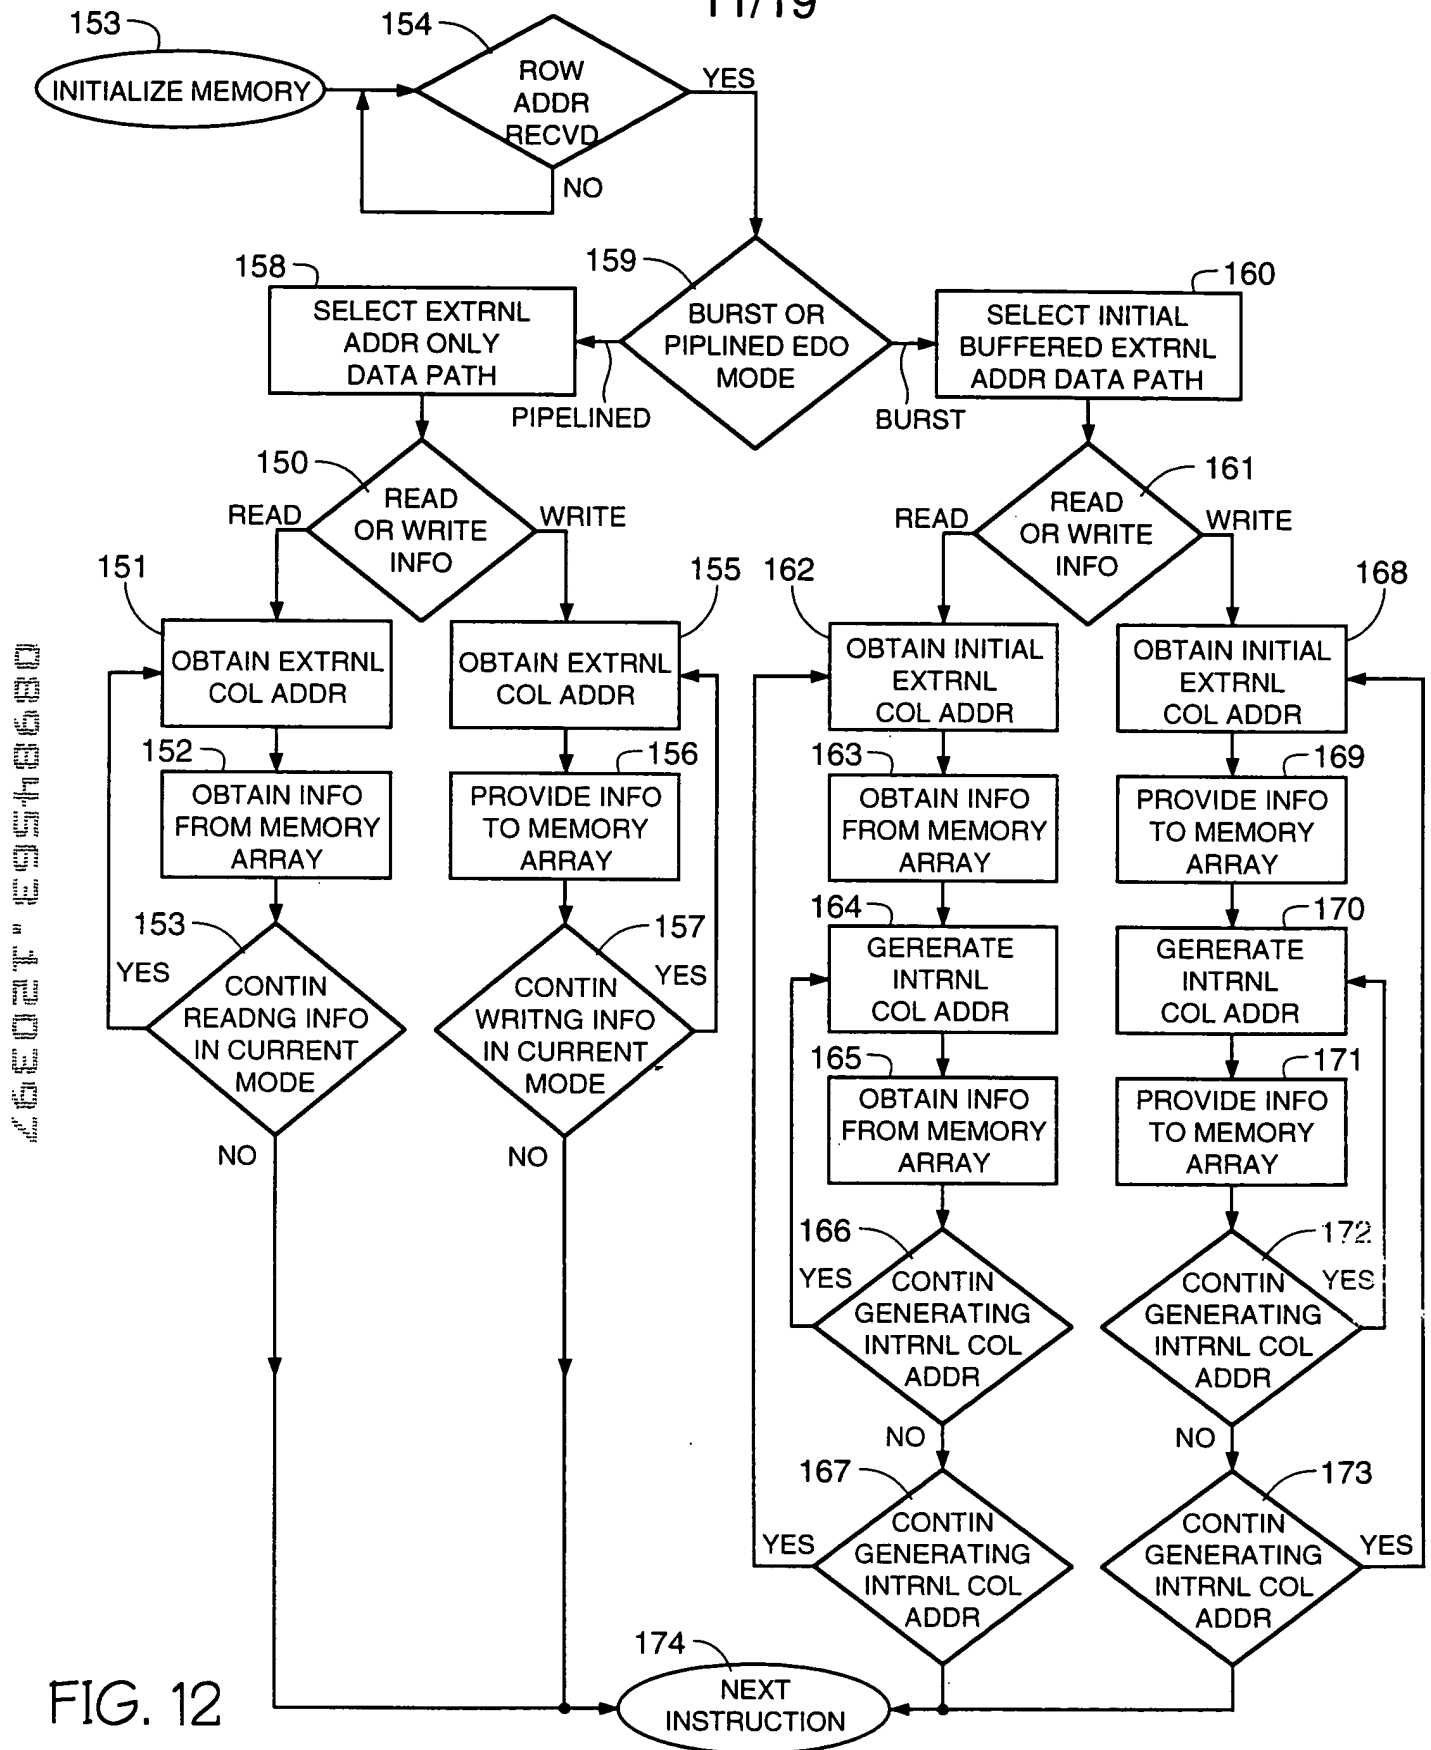 11/19
153
INITIALIZE MEMORY
154
ROW
ADDR
RECVD
YES
NO
158
SELECT EXTRNL
ADDR ONLY
DATA PATH
159
BURST OR
PIPLINED EDO
MODE
PIPELINED
BURST
160
SELECT INITIAL
BUFFERED EXTRNL
ADDR DATA PATH
150
READ
OR WRITE
INFO
READ
WRITE
161
READ
OR WRITE
INFO
READ
WRITE
151
OBTAIN EXTRNL
COL ADDR
155
OBTAIN EXTRNL
COL ADDR
162
OBTAIN INITIAL
EXTRNL
COL ADDR
168
OBTAIN INITIAL
EXTRNL
COL ADDR
152
OBTAIN INFO
FROM MEMORY
ARRAY
156
PROVIDE INFO
TO MEMORY
ARRAY
163
OBTAIN INFO
FROM MEMORY
ARRAY
169
PROVIDE INFO
TO MEMORY
ARRAY
153
CONTIN
READNG INFO
IN CURRENT
MODE
YES
NO
157
CONTIN
WRITNG INFO
IN CURRENT
MODE
YES
NO
164
GERERATE
INTRNL
COL ADDR
170
GERERATE
INTRNL
COL ADDR
165
OBTAIN INFO
FROM MEMORY
ARRAY
171
PROVIDE INFO
TO MEMORY
ARRAY
166
YES
CONTIN
GENERATING
INTRNL COL
ADDR
NO
172
YES
CONTIN
GENERATING
INTRNL COL
ADDR
NO
167
YES
CONTIN
GENERATING
INTRNL COL
ADDR
173
YES
CONTIN
GENERATING
INTRNL COL
ADDR
174
NEXT
INSTRUCTION
FIG. 12
08984563.120397